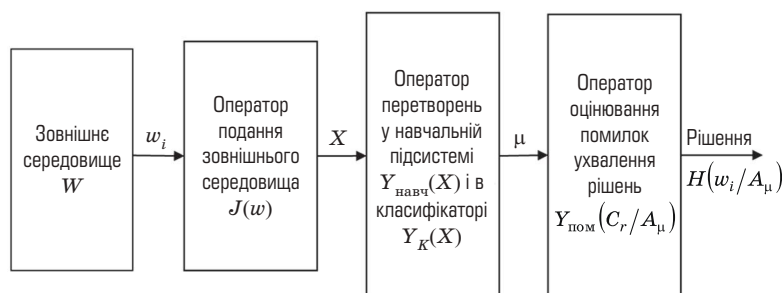 Зовнішнє
середовище
W
w_i
Оператор
подання
зовнішнього
середовища
J(w)
X
Оператор
перетворень
у навчальній
підсистемі
Y_навч(X) і в
класифікаторі
Y_K(X)
μ
Оператор
оцінювання
помилок
ухвалення
рішень
Y_пом(C_r/A_μ)
Рішення
H(w_i/A_μ)